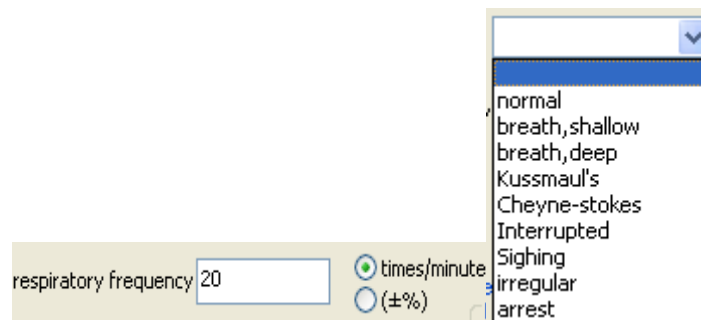 normal
breath,shallow
breath,deep
Kussmaul's
Cheyne-stokes
Interrupted
Sighing
irregular
arrest
respiratory frequency 20 times/minute
(±%)